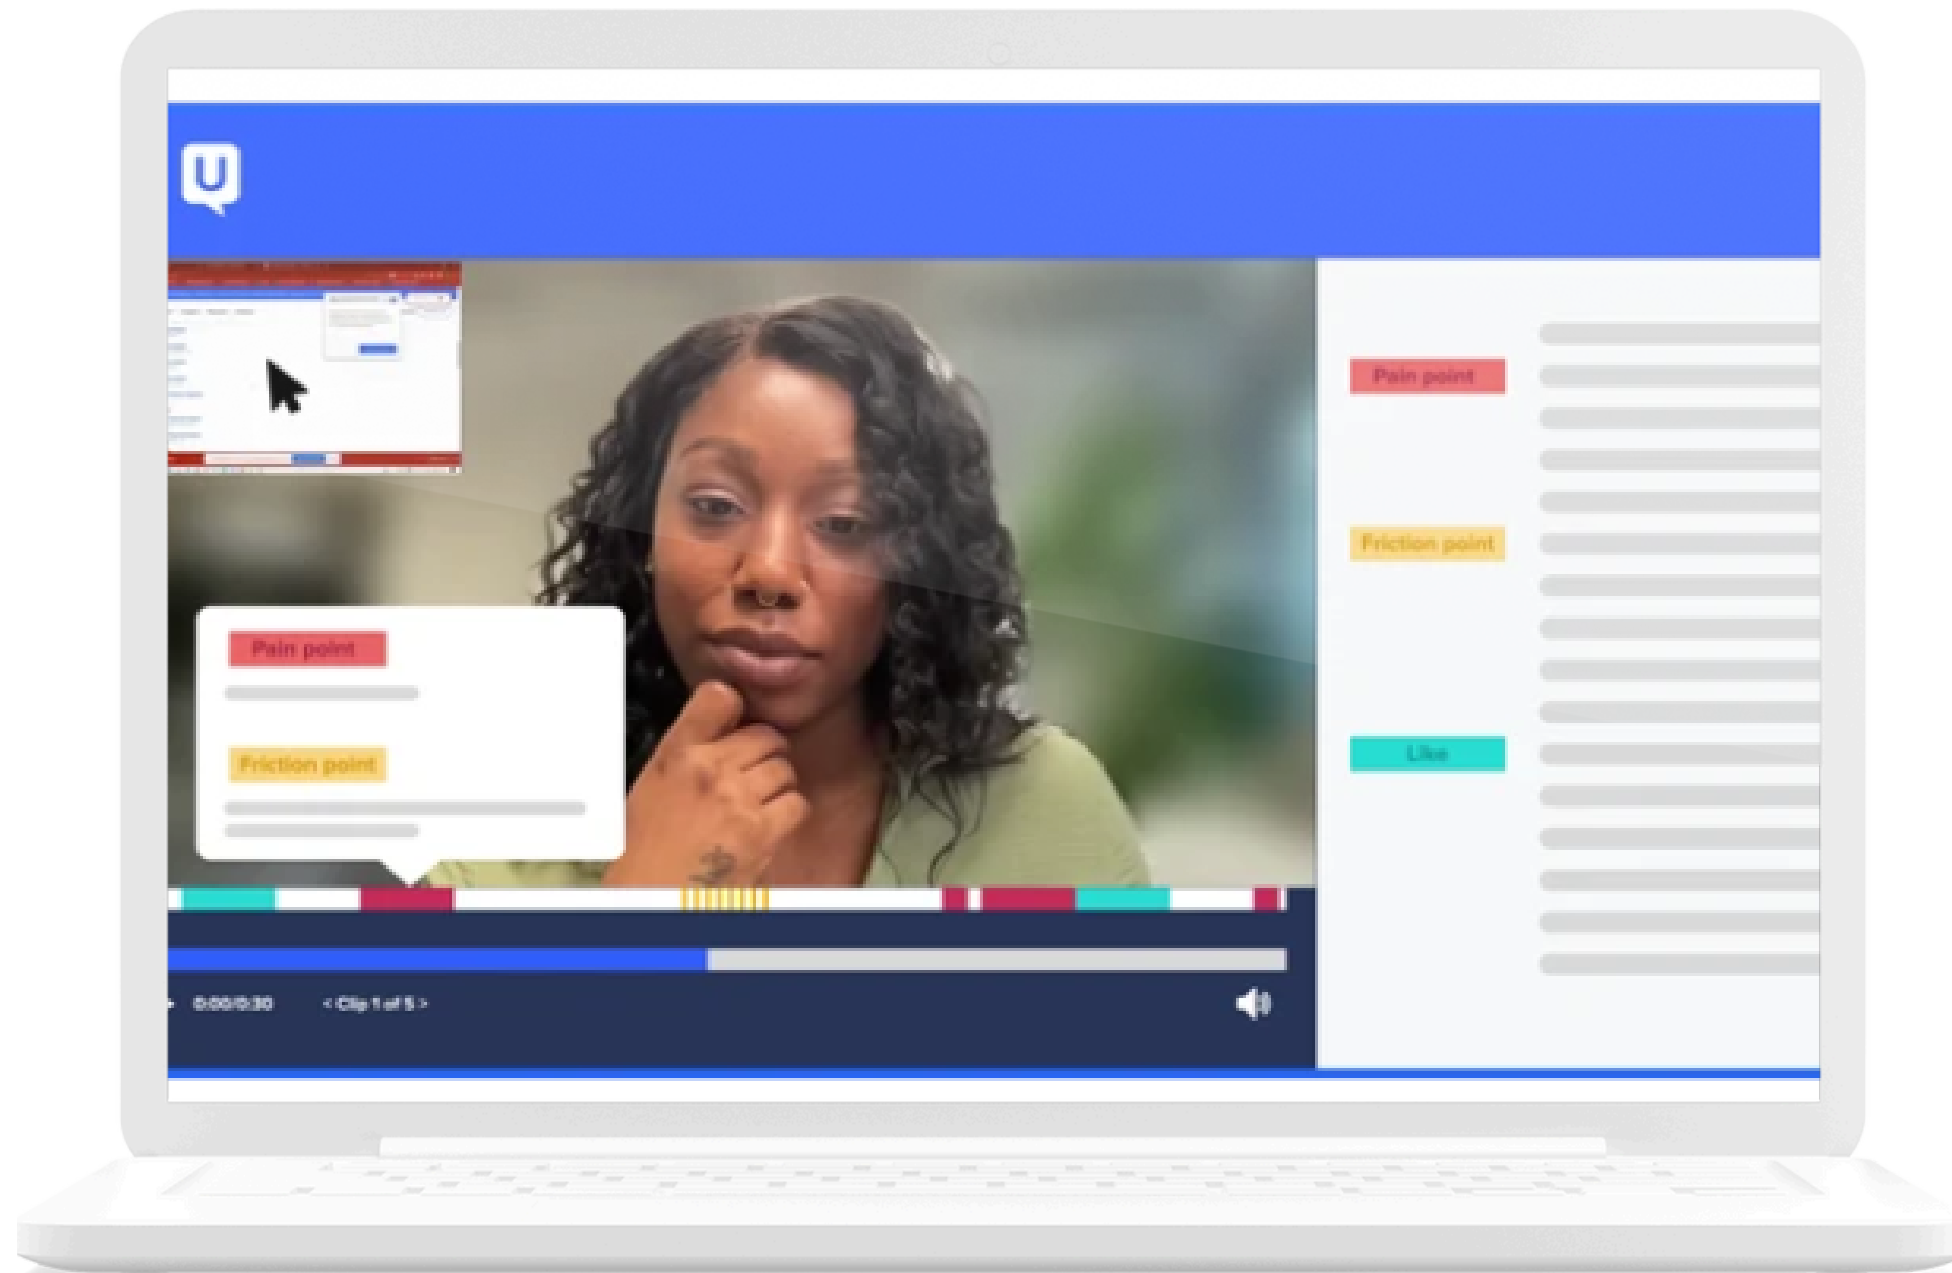 U
Pain point
Friction point
0:00/0:30
< Clip 1 of 5 >
Pain point
Friction point
Like